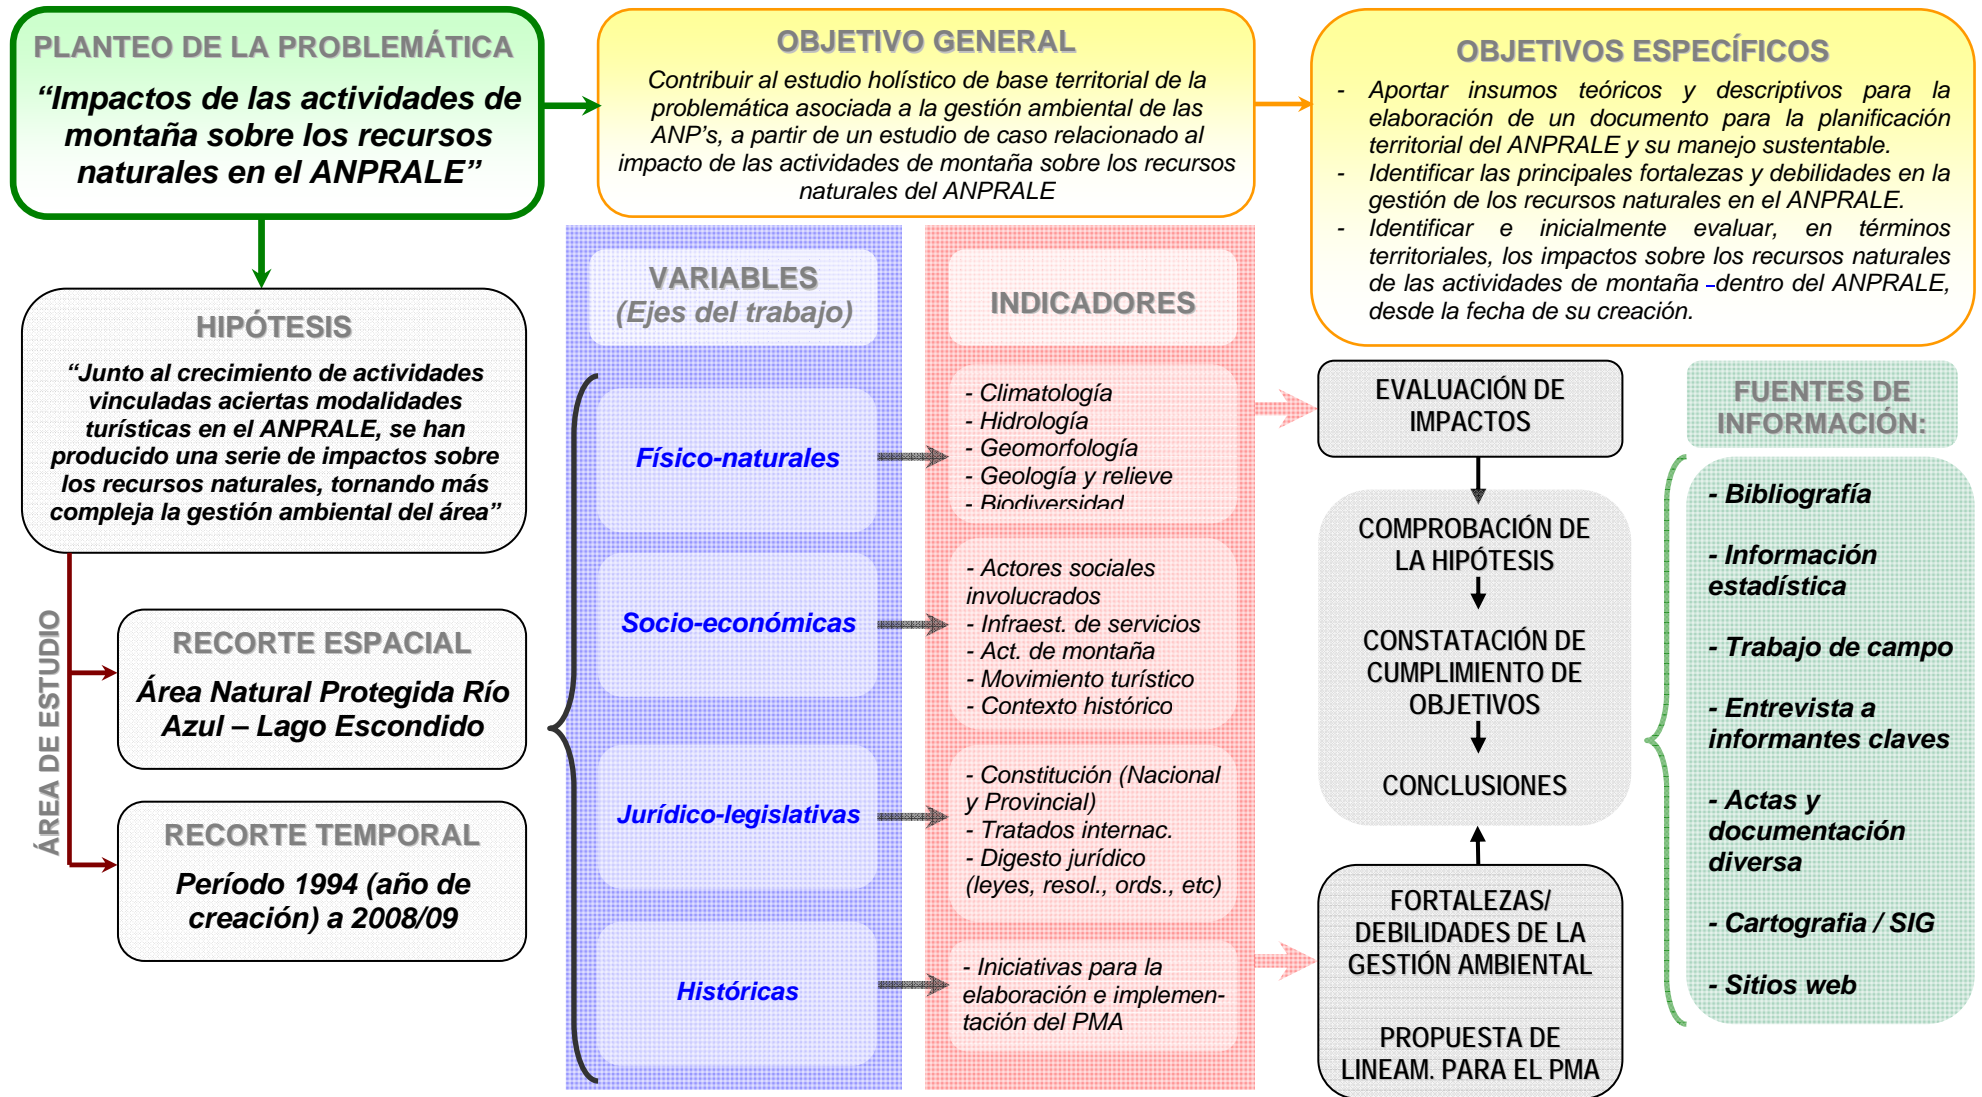 PLANTEO DE LA PROBLEMÁTICA
“Impactos de las actividades de
montaña sobre los recursos
naturales en el ANPRALE”
OBJETIVO GENERAL
Contribuir al estudio holístico de base territorial de la
problemática asociada a la gestión ambiental de las
ANP’s, a partir de un estudio de caso relacionado al
impacto de las actividades de montaña sobre los recursos
naturales del ANPRALE
OBJETIVOS ESPECÍFICOS
- Aportar insumos teóricos y descriptivos para la
elaboración de un documento para la planificación
territorial del ANPRALE y su manejo sustentable.
- Identificar las principales fortalezas y debilidades en la
gestión de los recursos naturales en el ANPRALE.
- Identificar e inicialmente evaluar, en términos
territoriales, los impactos sobre los recursos naturales
de las actividades de montaña –dentro del ANPRALE,
desde la fecha de su creación.
HIPÓTESIS
“Junto al crecimiento de actividades
vinculadas aciertas modalidades
turísticas en el ANPRALE, se han
producido una serie de impactos sobre
los recursos naturales, tornando más
compleja la gestión ambiental del área”
ÁREA DE ESTUDIO
RECORTE ESPACIAL
Área Natural Protegida Río
Azul – Lago Escondido
RECORTE TEMPORAL
Período 1994 (año de
creación) a 2008/09
VARIABLES
(Ejes del trabajo)
Físico-naturales
Socio-económicas
Jurídico-legislativas
Históricas
INDICADORES
- Climatología
- Hidrología
- Geomorfología
- Geología y relieve
- Biodiversidad
- Actores sociales
involucrados
- Infraest. de servicios
- Act. de montaña
- Movimiento turístico
- Contexto histórico
- Constitución (Nacional
y Provincial)
- Tratados internac.
- Digesto jurídico
(leyes, resol., ords., etc)
- Iniciativas para la
elaboración e implemen-
tación del PMA
EVALUACIÓN DE
IMPACTOS
COMPROBACIÓN DE
LA HIPÓTESIS
CONSTATACIÓN DE
CUMPLIMIENTO DE
OBJETIVOS
CONCLUSIONES
FORTALEZAS/
DEBILIDADES DE LA
GESTIÓN AMBIENTAL
PROPUESTA DE
LINEAM. PARA EL PMA
FUENTES DE
INFORMACIÓN:
- Bibliografía
- Información
estadística
- Trabajo de campo
- Entrevista a
informantes claves
- Actas y
documentación
diversa
- Cartografia / SIG
- Sitios web